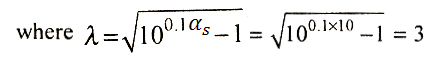 where λ = √(10^{0.1α_s} − 1) = √(10^{0.1×10} − 1) = 3